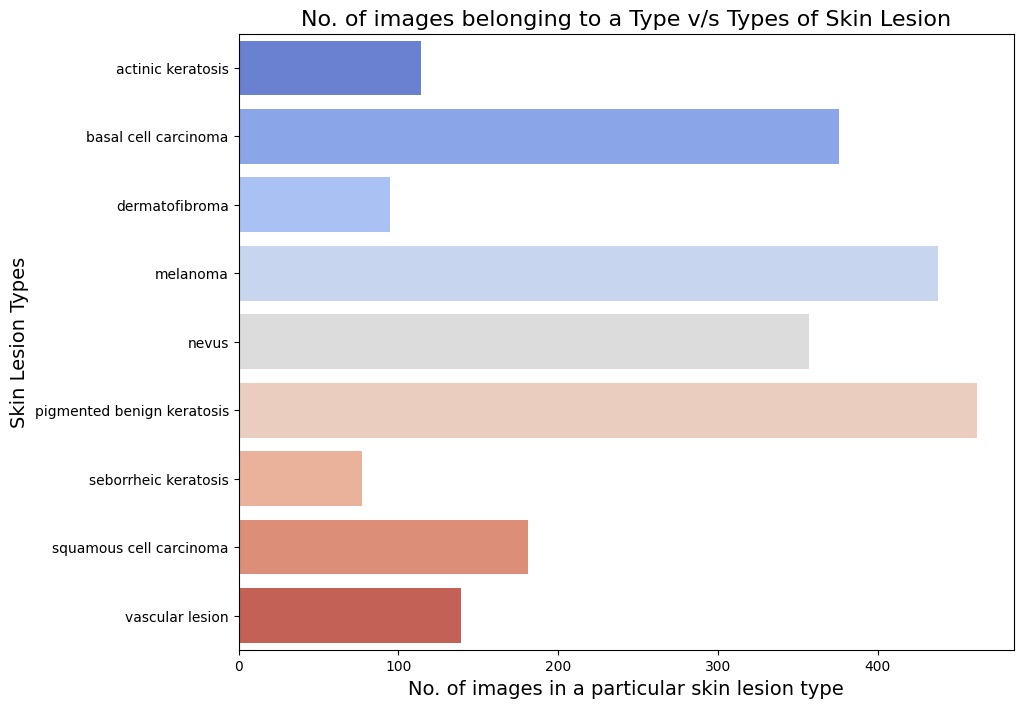 No. of images belonging to a Type v/s Types of Skin Lesion
Skin Lesion Types
actinic keratosis
basal cell carcinoma
dermatofibroma
melanoma
nevus
pigmented benign keratosis
seborrheic keratosis
squamous cell carcinoma
vascular lesion
0 100 200 300 400
No. of images in a particular skin lesion type